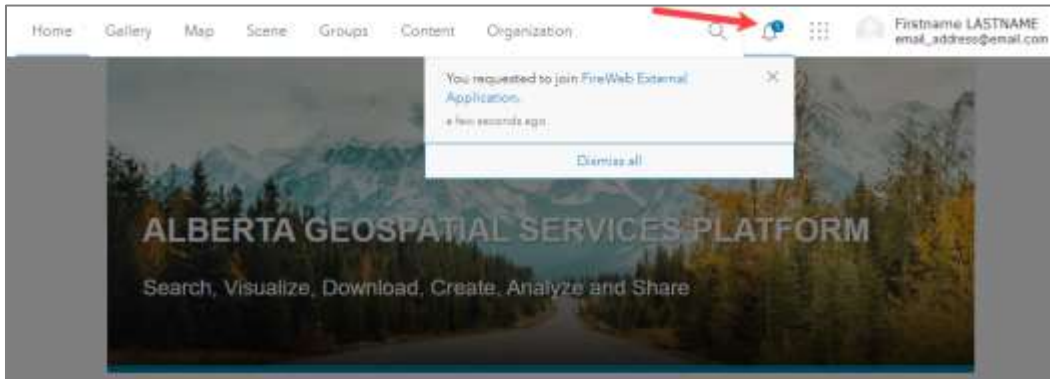 Home Gallery Map Scene Groups Content Organization
Firstname LASTNAME
email_address@email.com
You requested to join FireWeb External
Application.
a few seconds ago
Dismiss all
ALBERTA GEOSPATIAL SERVICES PLATFORM
Search, Visualize, Download, Create, Analyze and Share